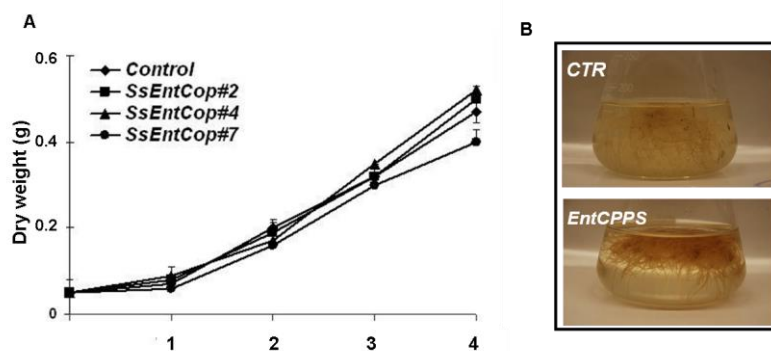 A
0.6
0.4
0.2
0
Dry weight (g)
Control
SsEntCop#2
SsEntCop#4
SsEntCop#7
1 2 3 4
B
CTR
EntCPPS